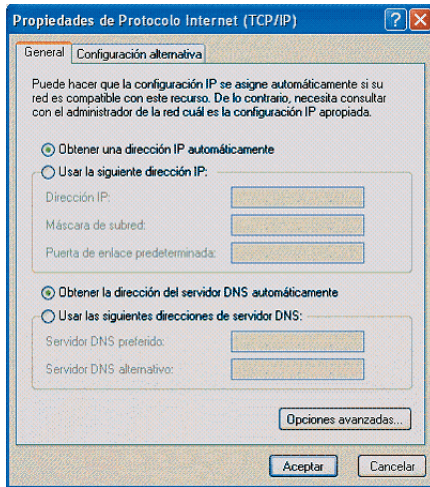 Propiedades de Protocolo Internet (TCP/IP)
General
Configuración alternativa
Puede hacer que la configuración IP se asigne automáticamente si su
red es compatible con este recurso. De lo contrario, necesita consultar
con el administrador de la red cuál es la configuración IP apropiada.
Obtener una dirección IP automáticamente
Usar la siguiente dirección IP:
Dirección IP:
Máscara de subred:
Puerta de enlace predeterminada:
Obtener la dirección del servidor DNS automáticamente
Usar las siguientes direcciones de servidor DNS:
Servidor DNS preferido:
Servidor DNS alternativo:
Opciones avanzadas...
Aceptar
Cancelar